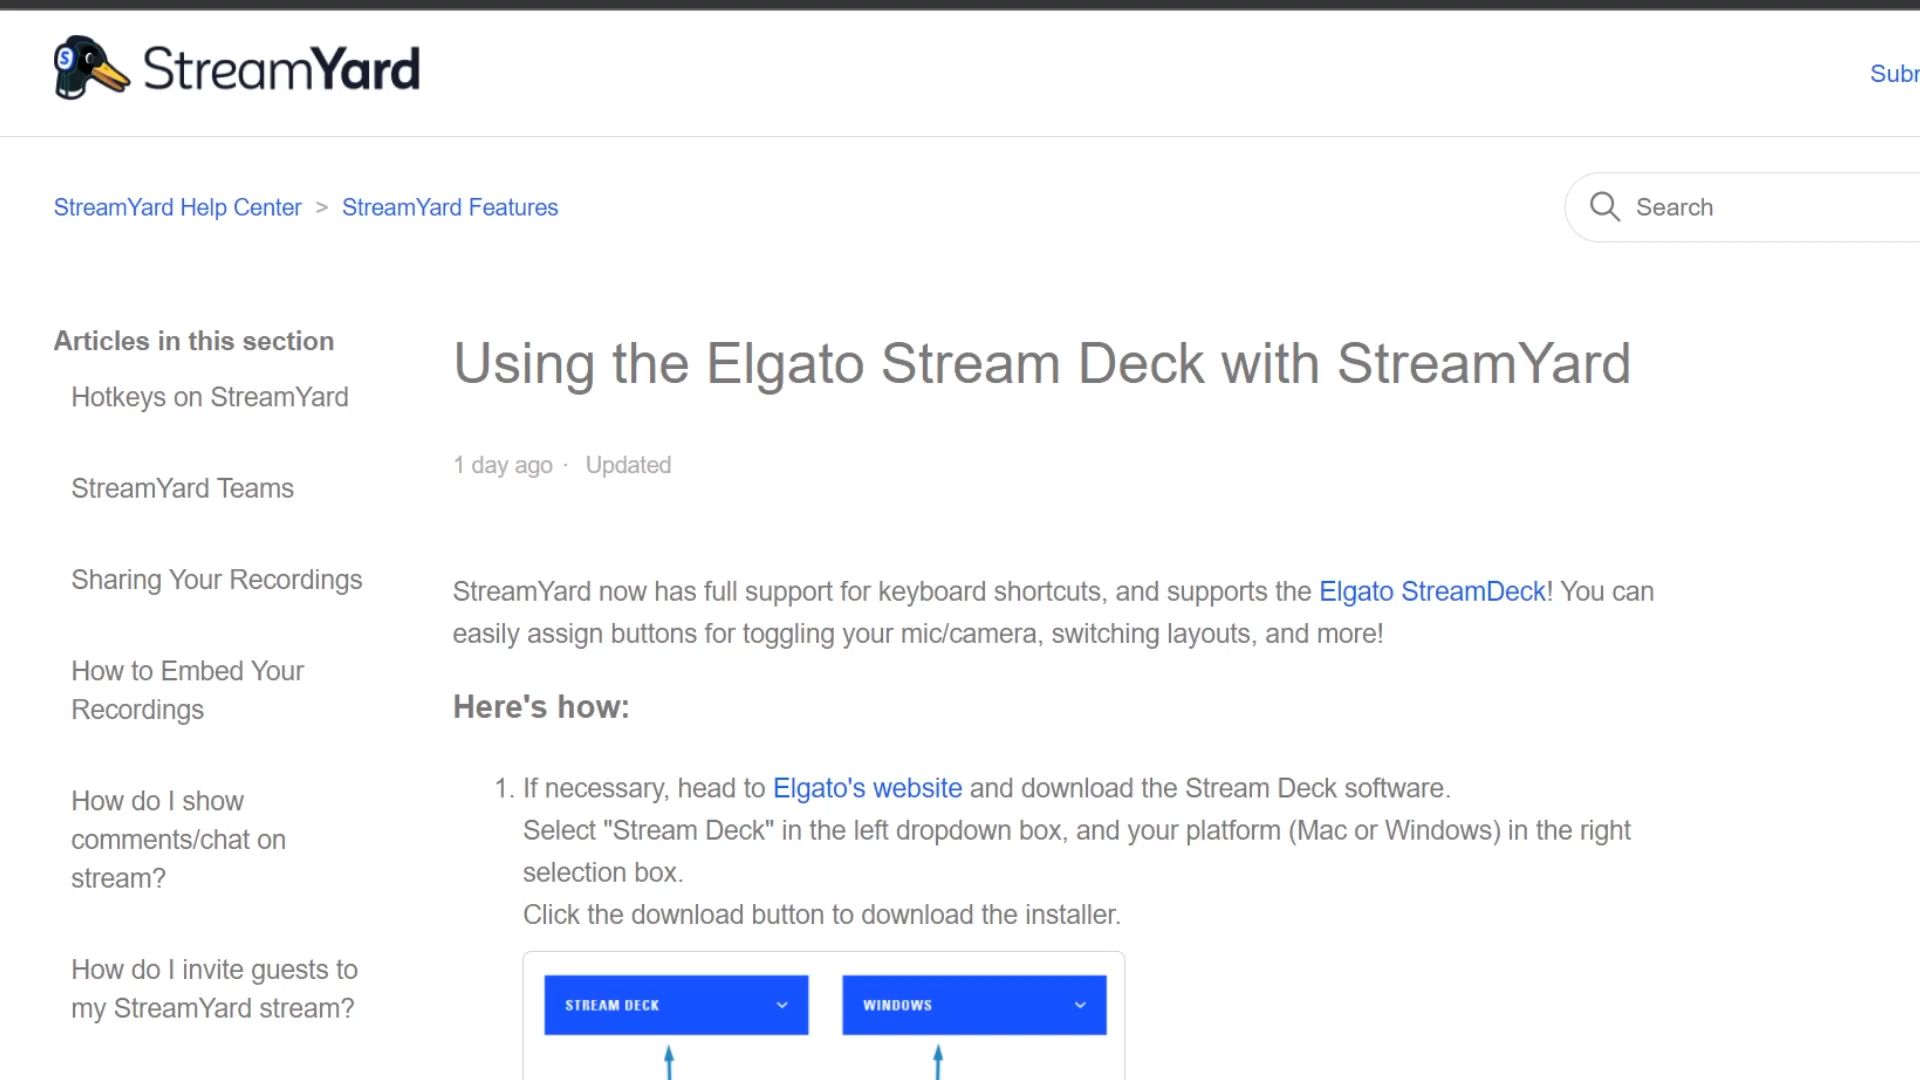 StreamYard
StreamYard Help Center > StreamYard Features
Search
Articles in this section
Hotkeys on StreamYard
StreamYard Teams
Sharing Your Recordings
How to Embed Your
Recordings
How do I show
comments/chat on
stream?
How do I invite guests to
my StreamYard stream?
Using the Elgato Stream Deck with StreamYard
1 day ago · Updated
StreamYard now has full support for keyboard shortcuts, and supports the Elgato StreamDeck! You can
easily assign buttons for toggling your mic/camera, switching layouts, and more!
Here's how:
1. If necessary, head to Elgato's website and download the Stream Deck software.
Select "Stream Deck" in the left dropdown box, and your platform (Mac or Windows) in the right
selection box.
Click the download button to download the installer.
STREAM DECK
WINDOWS